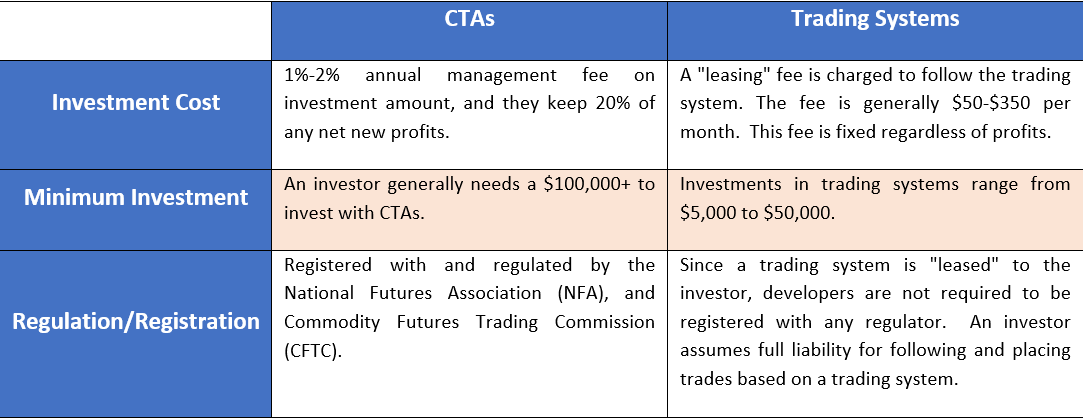 CTAs
Trading Systems
Investment Cost
1%-2% annual management fee on
investment amount, and they keep 20% of
any net new profits.
A "leasing" fee is charged to follow the trading
system. The fee is generally $50-$350 per
month. This fee is fixed regardless of profits.
Minimum Investment
An investor generally needs a $100,000+ to
invest with CTAs.
Investments in trading systems range from
$5,000 to $50,000.
Regulation/Registration
Registered with and regulated by the
National Futures Association (NFA), and
Commodity Futures Trading Commission
(CFTC).
Since a trading system is "leased" to the
investor, developers are not required to be
registered with any regulator. An investor
assumes full liability for following and placing
trades based on a trading system.